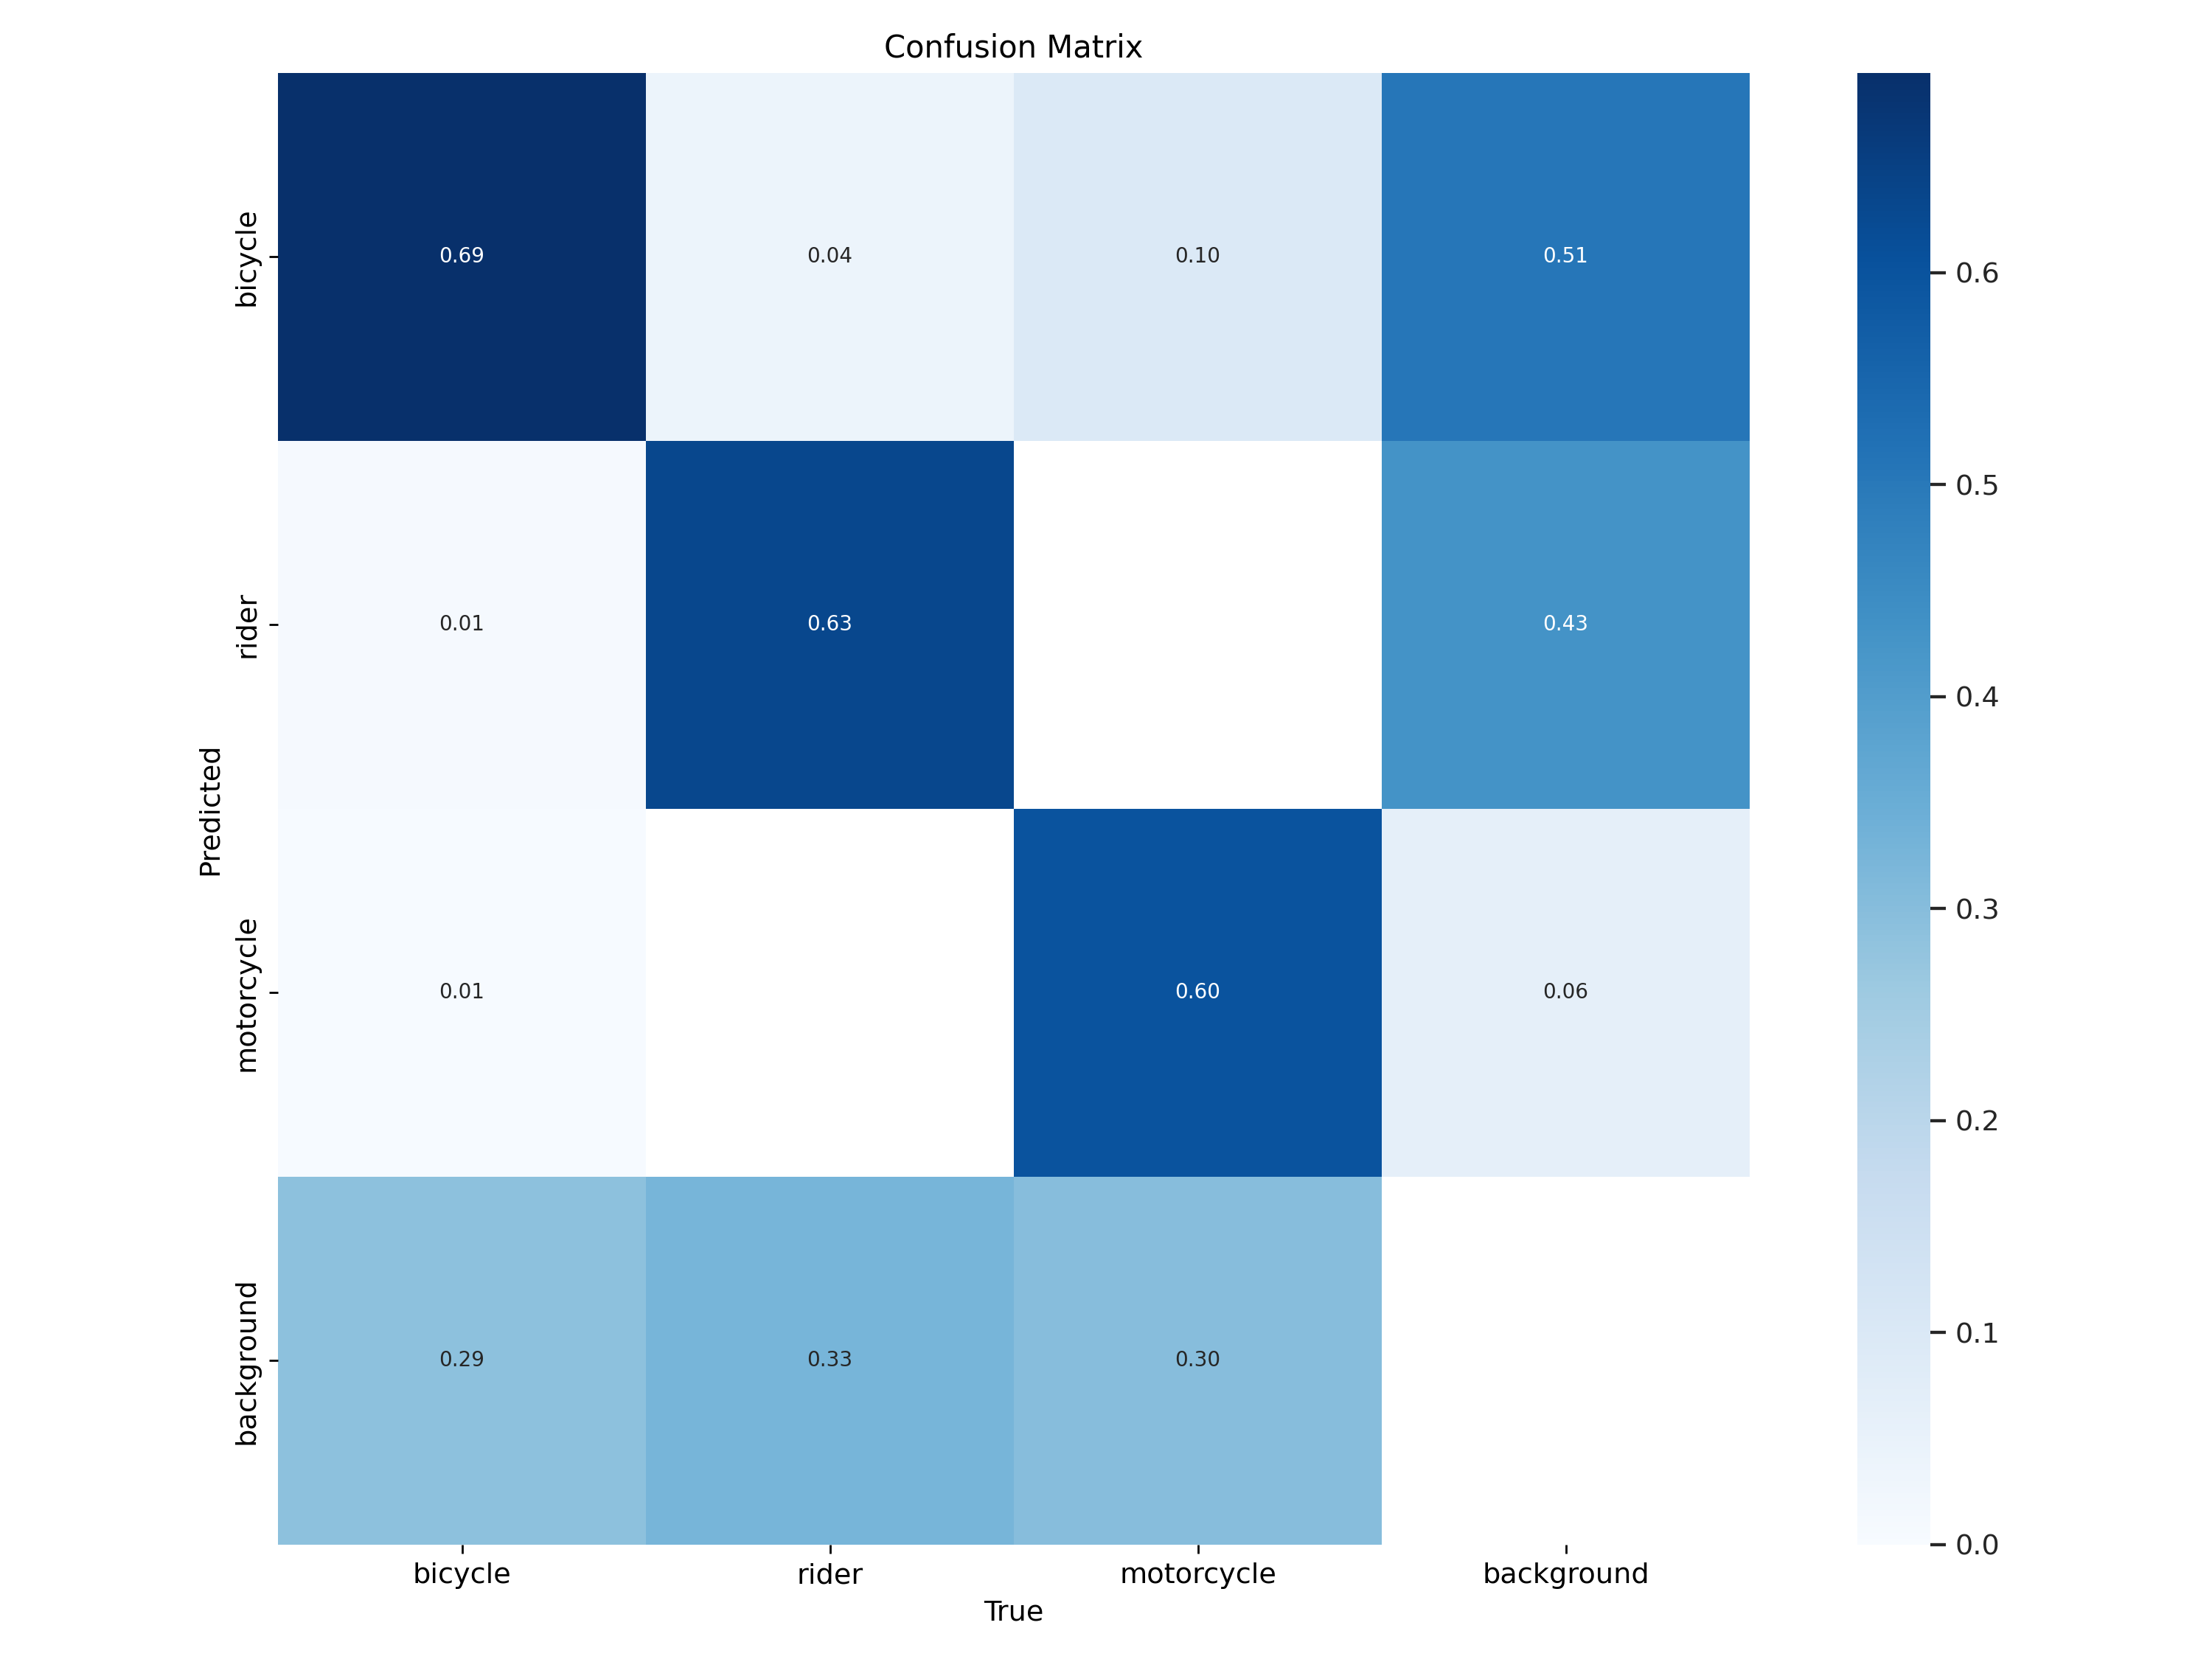 Confusion Matrix
bicycle
0.69
0.04
0.10
0.51
rider
0.01
0.63
0.43
motorcycle
0.01
0.60
0.06
background
0.29
0.33
0.30
Predicted
bicycle
rider
motorcycle
background
True
0.6
0.5
0.4
0.3
0.2
0.1
0.0